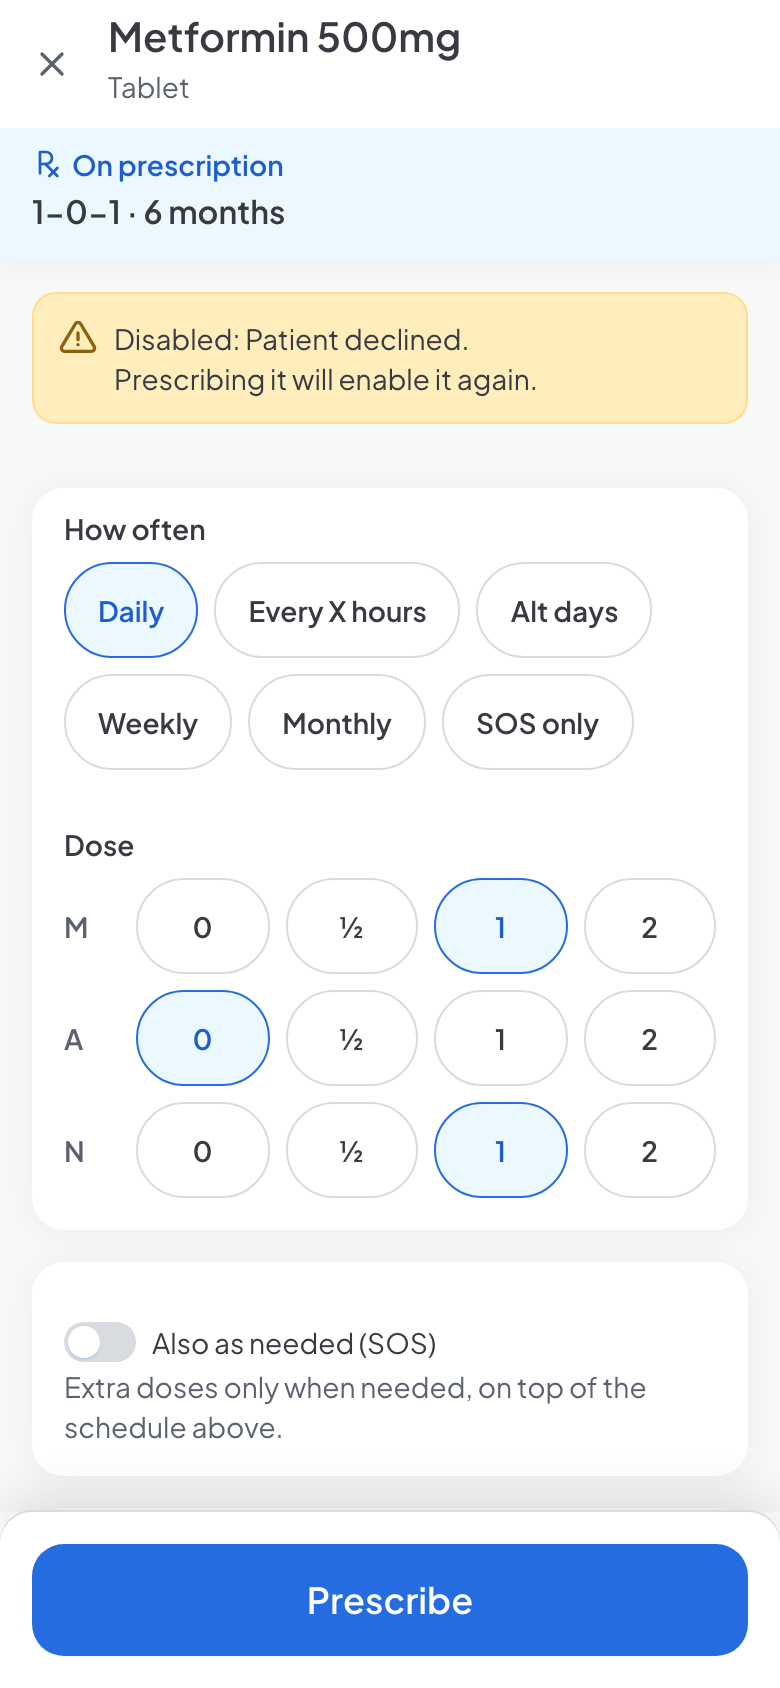 Metformin 500mg
Tablet
On prescription
1–0–1 · 6 months
Disabled: Patient declined.
Prescribing it will enable it again.
How often
Daily
Every X hours
Alt days
Weekly
Monthly
SOS only
Dose
M 0 ½ 1 2
A 0 ½ 1 2
N 0 ½ 1 2
Also as needed (SOS)
Extra doses only when needed, on top of the
schedule above.
Prescribe